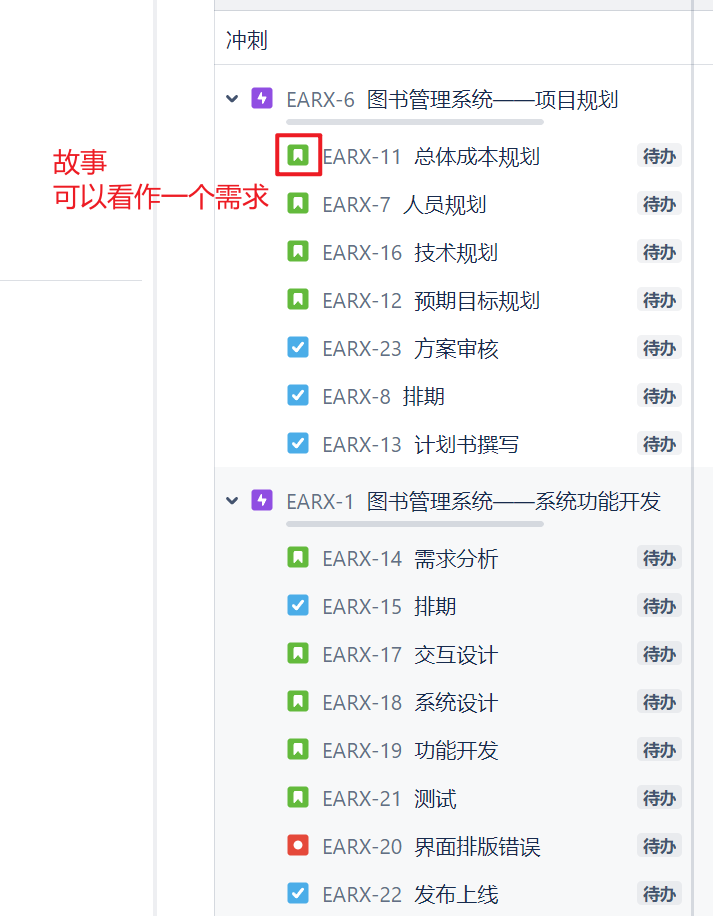 冲刺
EARX-6 图书管理系统——项目规划
故事
可以看作一个需求
EARX-11 总体成本规划 待办
EARX-7 人员规划 待办
EARX-16 技术规划 待办
EARX-12 预期目标规划 待办
EARX-23 方案审核 待办
EARX-8 排期 待办
EARX-13 计划书撰写 待办
EARX-1 图书管理系统——系统功能开发
EARX-14 需求分析 待办
EARX-15 排期 待办
EARX-17 交互设计 待办
EARX-18 系统设计 待办
EARX-19 功能开发 待办
EARX-21 测试 待办
EARX-20 界面排版错误 待办
EARX-22 发布上线 待办